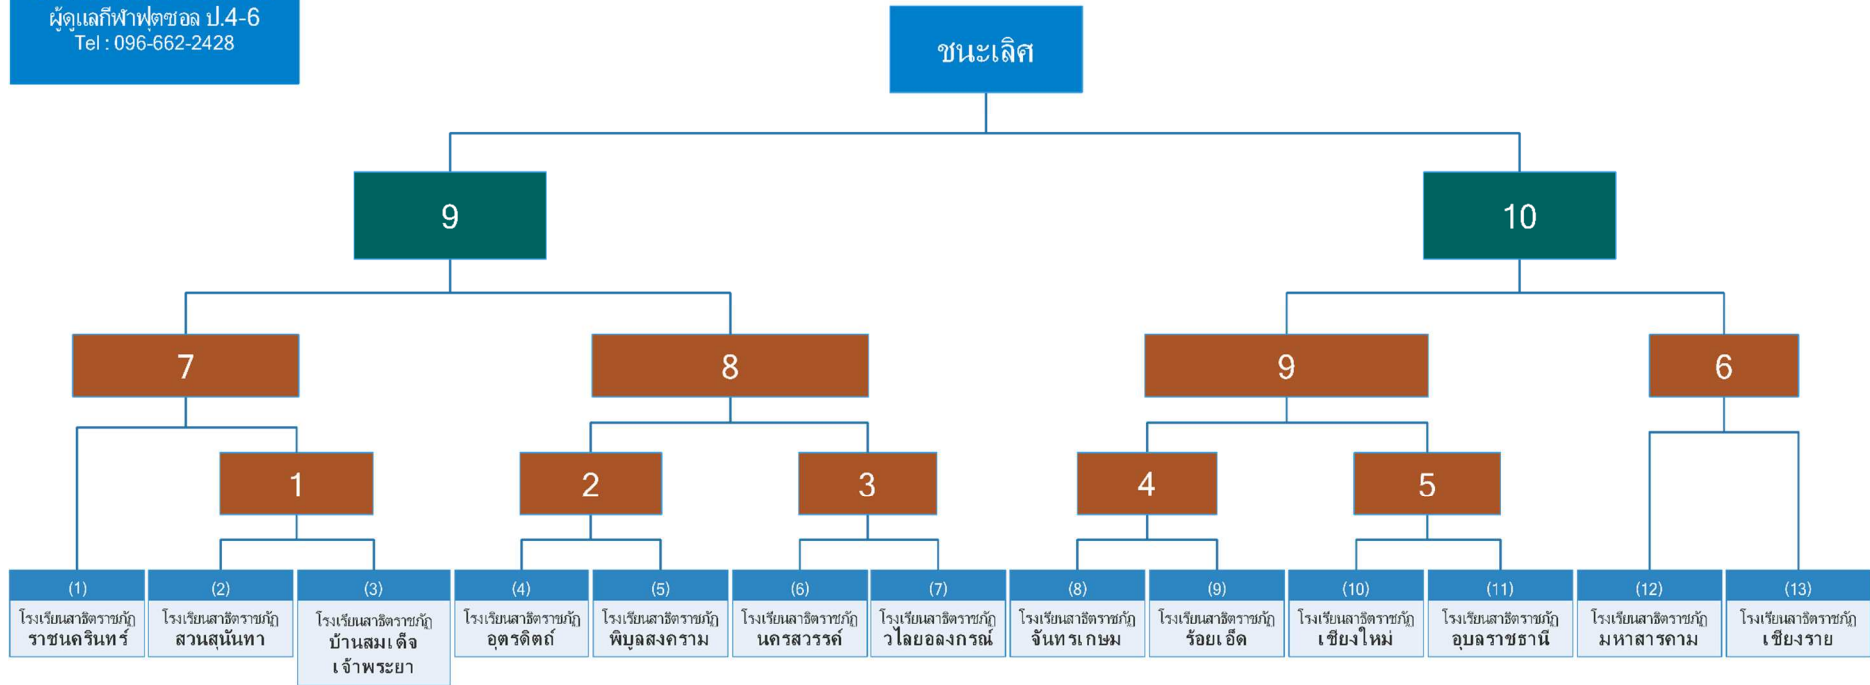 ผู้ดูแลกีฬาฟุตซอล ป.4-6
Tel : 096-662-2428
ชนะเลิศ
9
10
7
8
9
6
1
2
3
4
5
(1)
โรงเรียนสาธิตราชภัฏ
ราชนครินทร์
(2)
โรงเรียนสาธิตราชภัฏ
สวนสุนันทา
(3)
โรงเรียนสาธิตราชภัฏ
บ้านสมเด็จ
เจ้าพระยา
(4)
โรงเรียนสาธิตราชภัฏ
อุตรดิตถ์
(5)
โรงเรียนสาธิตราชภัฏ
พิบูลสงคราม
(6)
โรงเรียนสาธิตราชภัฏ
นครสวรรค์
(7)
โรงเรียนสาธิตราชภัฏ
วไลยอลงกรณ์
(8)
โรงเรียนสาธิตราชภัฏ
จันทรเกษม
(9)
โรงเรียนสาธิตราชภัฏ
ร้อยเอ็ด
(10)
โรงเรียนสาธิตราชภัฏ
เชียงใหม่
(11)
โรงเรียนสาธิตราชภัฏ
อุบลราชธานี
(12)
โรงเรียนสาธิตราชภัฏ
มหาสารคาม
(13)
โรงเรียนสาธิตราชภัฏ
เชียงราย